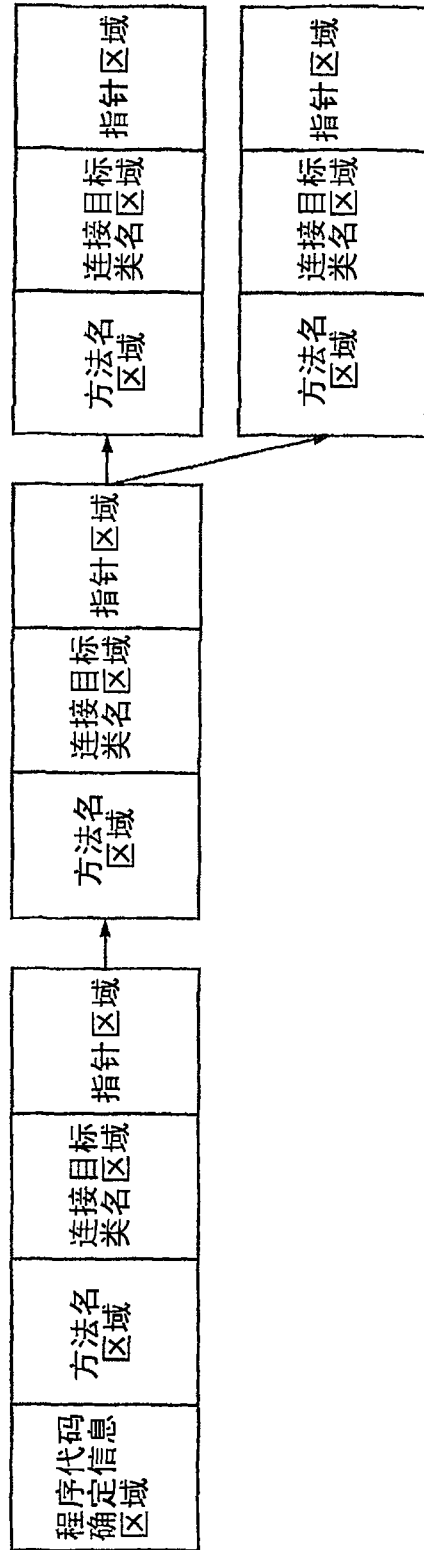 程序代码
确定信息
区域
方法名
区域
连接目标
类名区域
指针区域
方法名
区域
连接目标
类名区域
指针区域
方法名
区域
连接目标
类名区域
指针区域
方法名
区域
连接目标
类名区域
指针区域